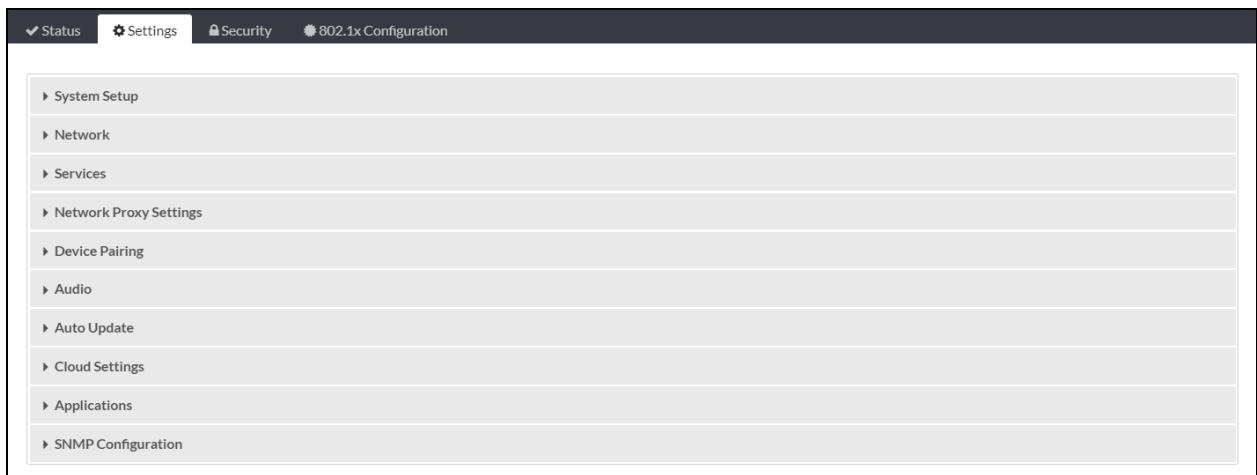 Status Settings Security 802.1x Configuration
System Setup
Network
Services
Network Proxy Settings
Device Pairing
Audio
Auto Update
Cloud Settings
Applications
SNMP Configuration